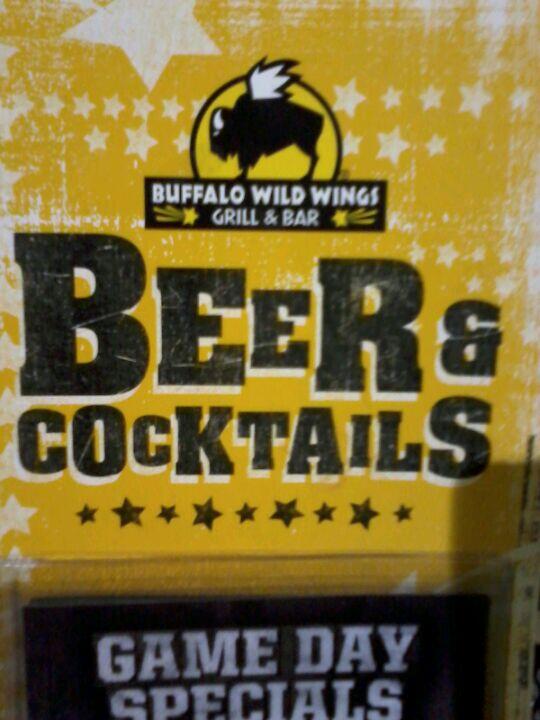 BUFFALO WILD WINGS
GRILL & BAR
BEER &
COCKTAILS
GAME DAY
SPECIALS